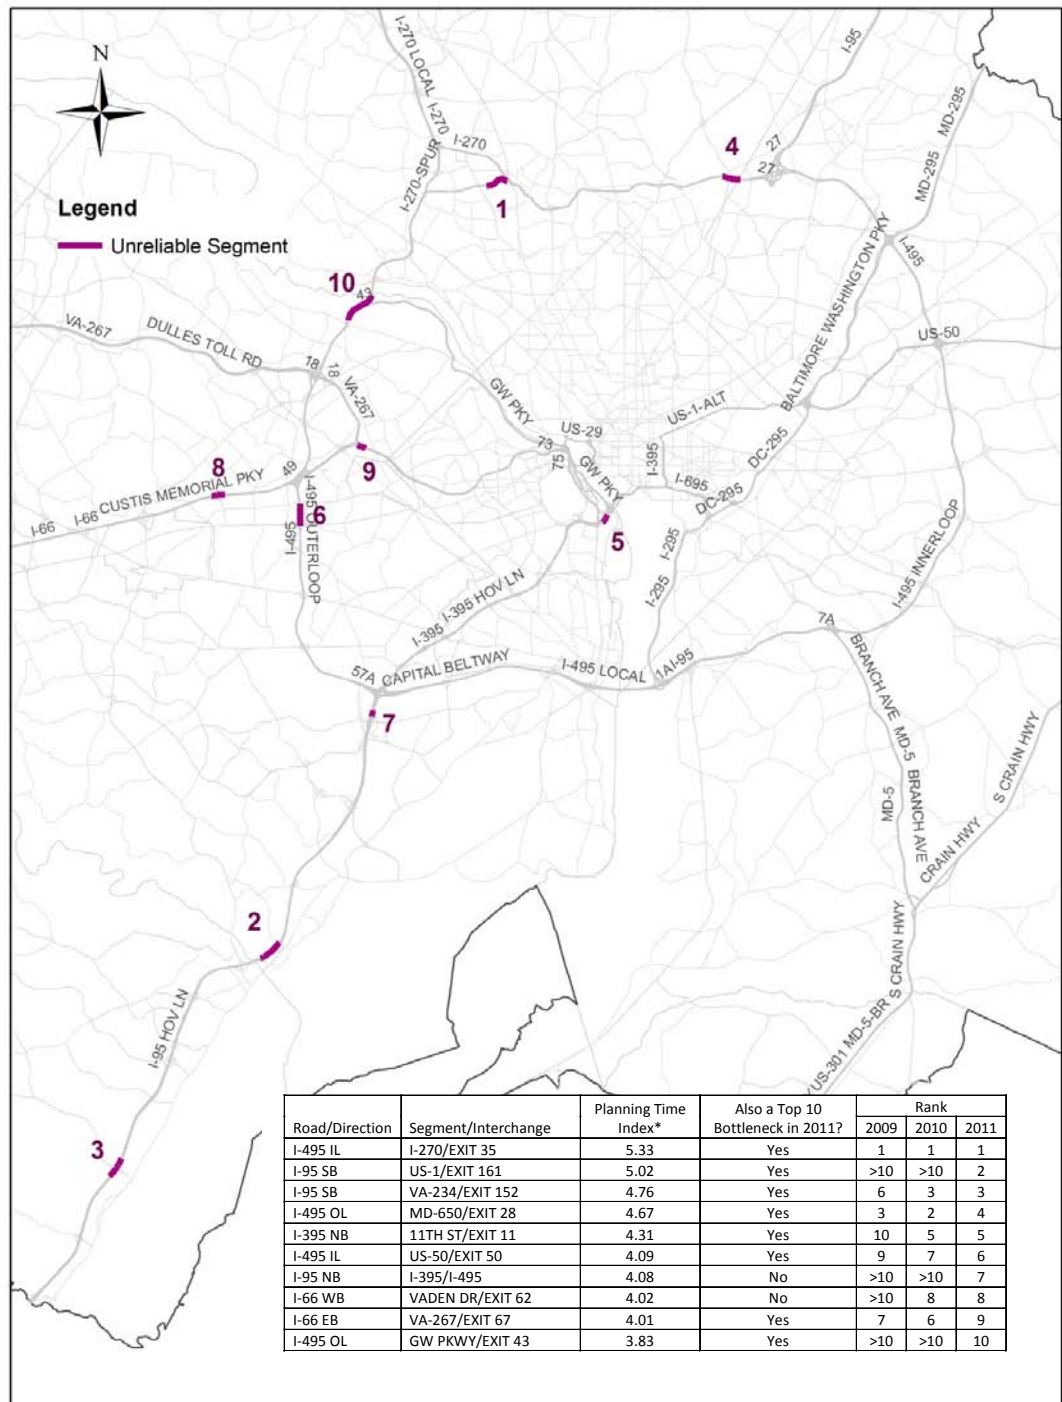 I-270 LOCAL
I-95
MD-295
N
I-270
I-270
27
MD-295
4
27
I-270-SPUR
Legend
1
Unreliable Segment
I-495
10
43
BALTIMORE WASHINGTON PKY
VA-267
DULLES TOLL RD
US-50
18
18
VA-267
GW PKY
US-1-ALT
US-29
73
I-395
DC-295
9
75
8
49
GW PKY
I-695
CUSTIS MEMORIAL PKY
DC-295
I-66
I-66
6
I-495 OUTERLOOP
I-495
5
I-295
I-495 INNERLOOP
I-395 HOV LN
I-295
I-395
7A
CAPITAL BELTWAY
57A
I-495 LOCAL
1AI-95
BRANCH AVE
7
MD-5
S CRAIN HWY
MD-5
BRANCH AVE
CRAIN HWY
2
S CRAIN HWY
I-95 HOV LN
US-301 MD-5-BR
3
Road/Direction Segment/Interchange Planning Time Index* Also a Top 10 Bottleneck in 2011? Rank
2009 2010 2011
I-495 IL I-270/EXIT 35 5.33 Yes 1 1 1
I-95 SB US-1/EXIT 161 5.02 Yes >10 >10 2
I-95 SB VA-234/EXIT 152 4.76 Yes 6 3 3
I-495 OL MD-650/EXIT 28 4.67 Yes 3 2 4
I-395 NB 11TH ST/EXIT 11 4.31 Yes 10 5 5
I-495 IL US-50/EXIT 50 4.09 Yes 9 7 6
I-95 NB I-395/I-495 4.08 No >10 >10 7
I-66 WB VADEN DR/EXIT 62 4.02 No >10 8 8
I-66 EB VA-267/EXIT 67 4.01 Yes 7 6 9
I-495 OL GW PKWY/EXIT 43 3.83 Yes >10 >10 10